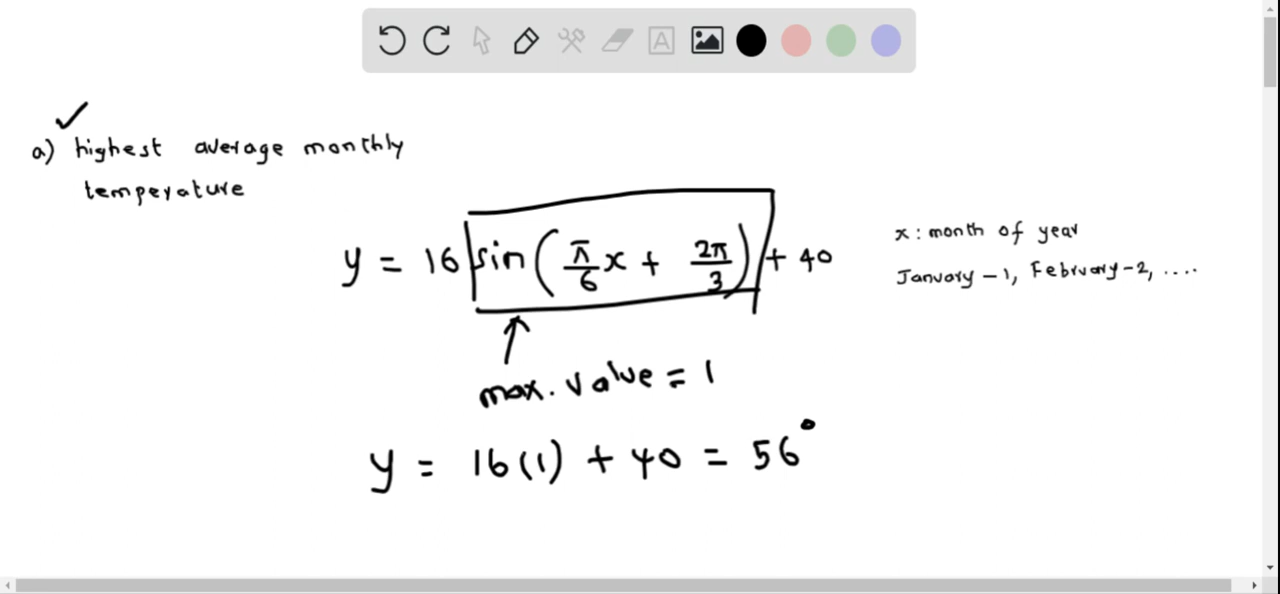 a) highest average monthly
temperature
y = 16 sin(π/6 x + 2π/3) + 40
x : month of year
January - 1, February - 2, ....
max. value = 1
y = 16(1) + 40 = 56°